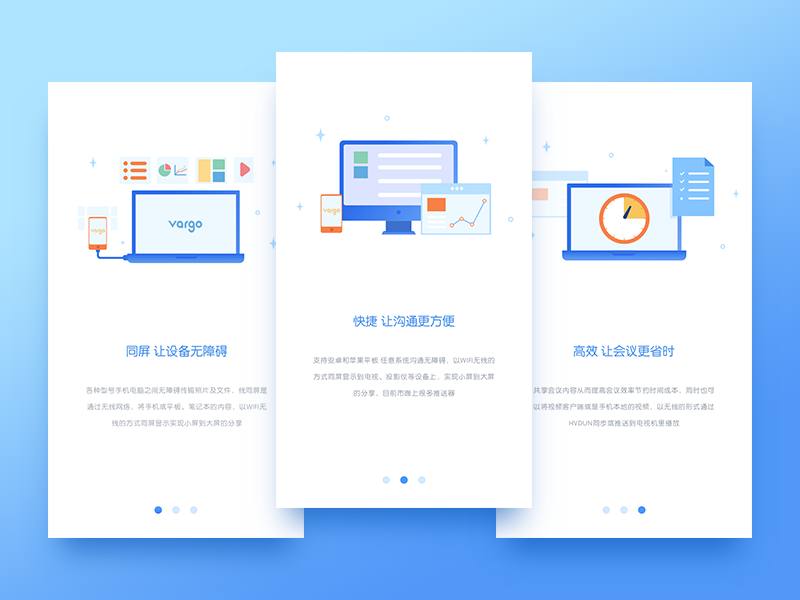 vargo
vargo
同屏 让设备无障碍
各种型号手机电脑之间无障碍传输照片及文件，线同屏是
通过无线网络，将手机或平板、笔记本的内容，以WIFI无
线的方式同屏显示实现小屏到大屏的分享
vargo
快捷 让沟通更方便
支持安卓和苹果平板 任意系统沟通无障碍，以WIFI无线的
方式同屏显示到电视、投影仪等设备上，实现小屏到大屏
的分享，目前市面上很多推送器
高效 让会议更省时
共享会议内容从而提高会议效率节约时间成本，同时也可
以将视频客户端或是手机本地的视频，以无线的形式通过
HVDUN同步或推送到电视机里播放